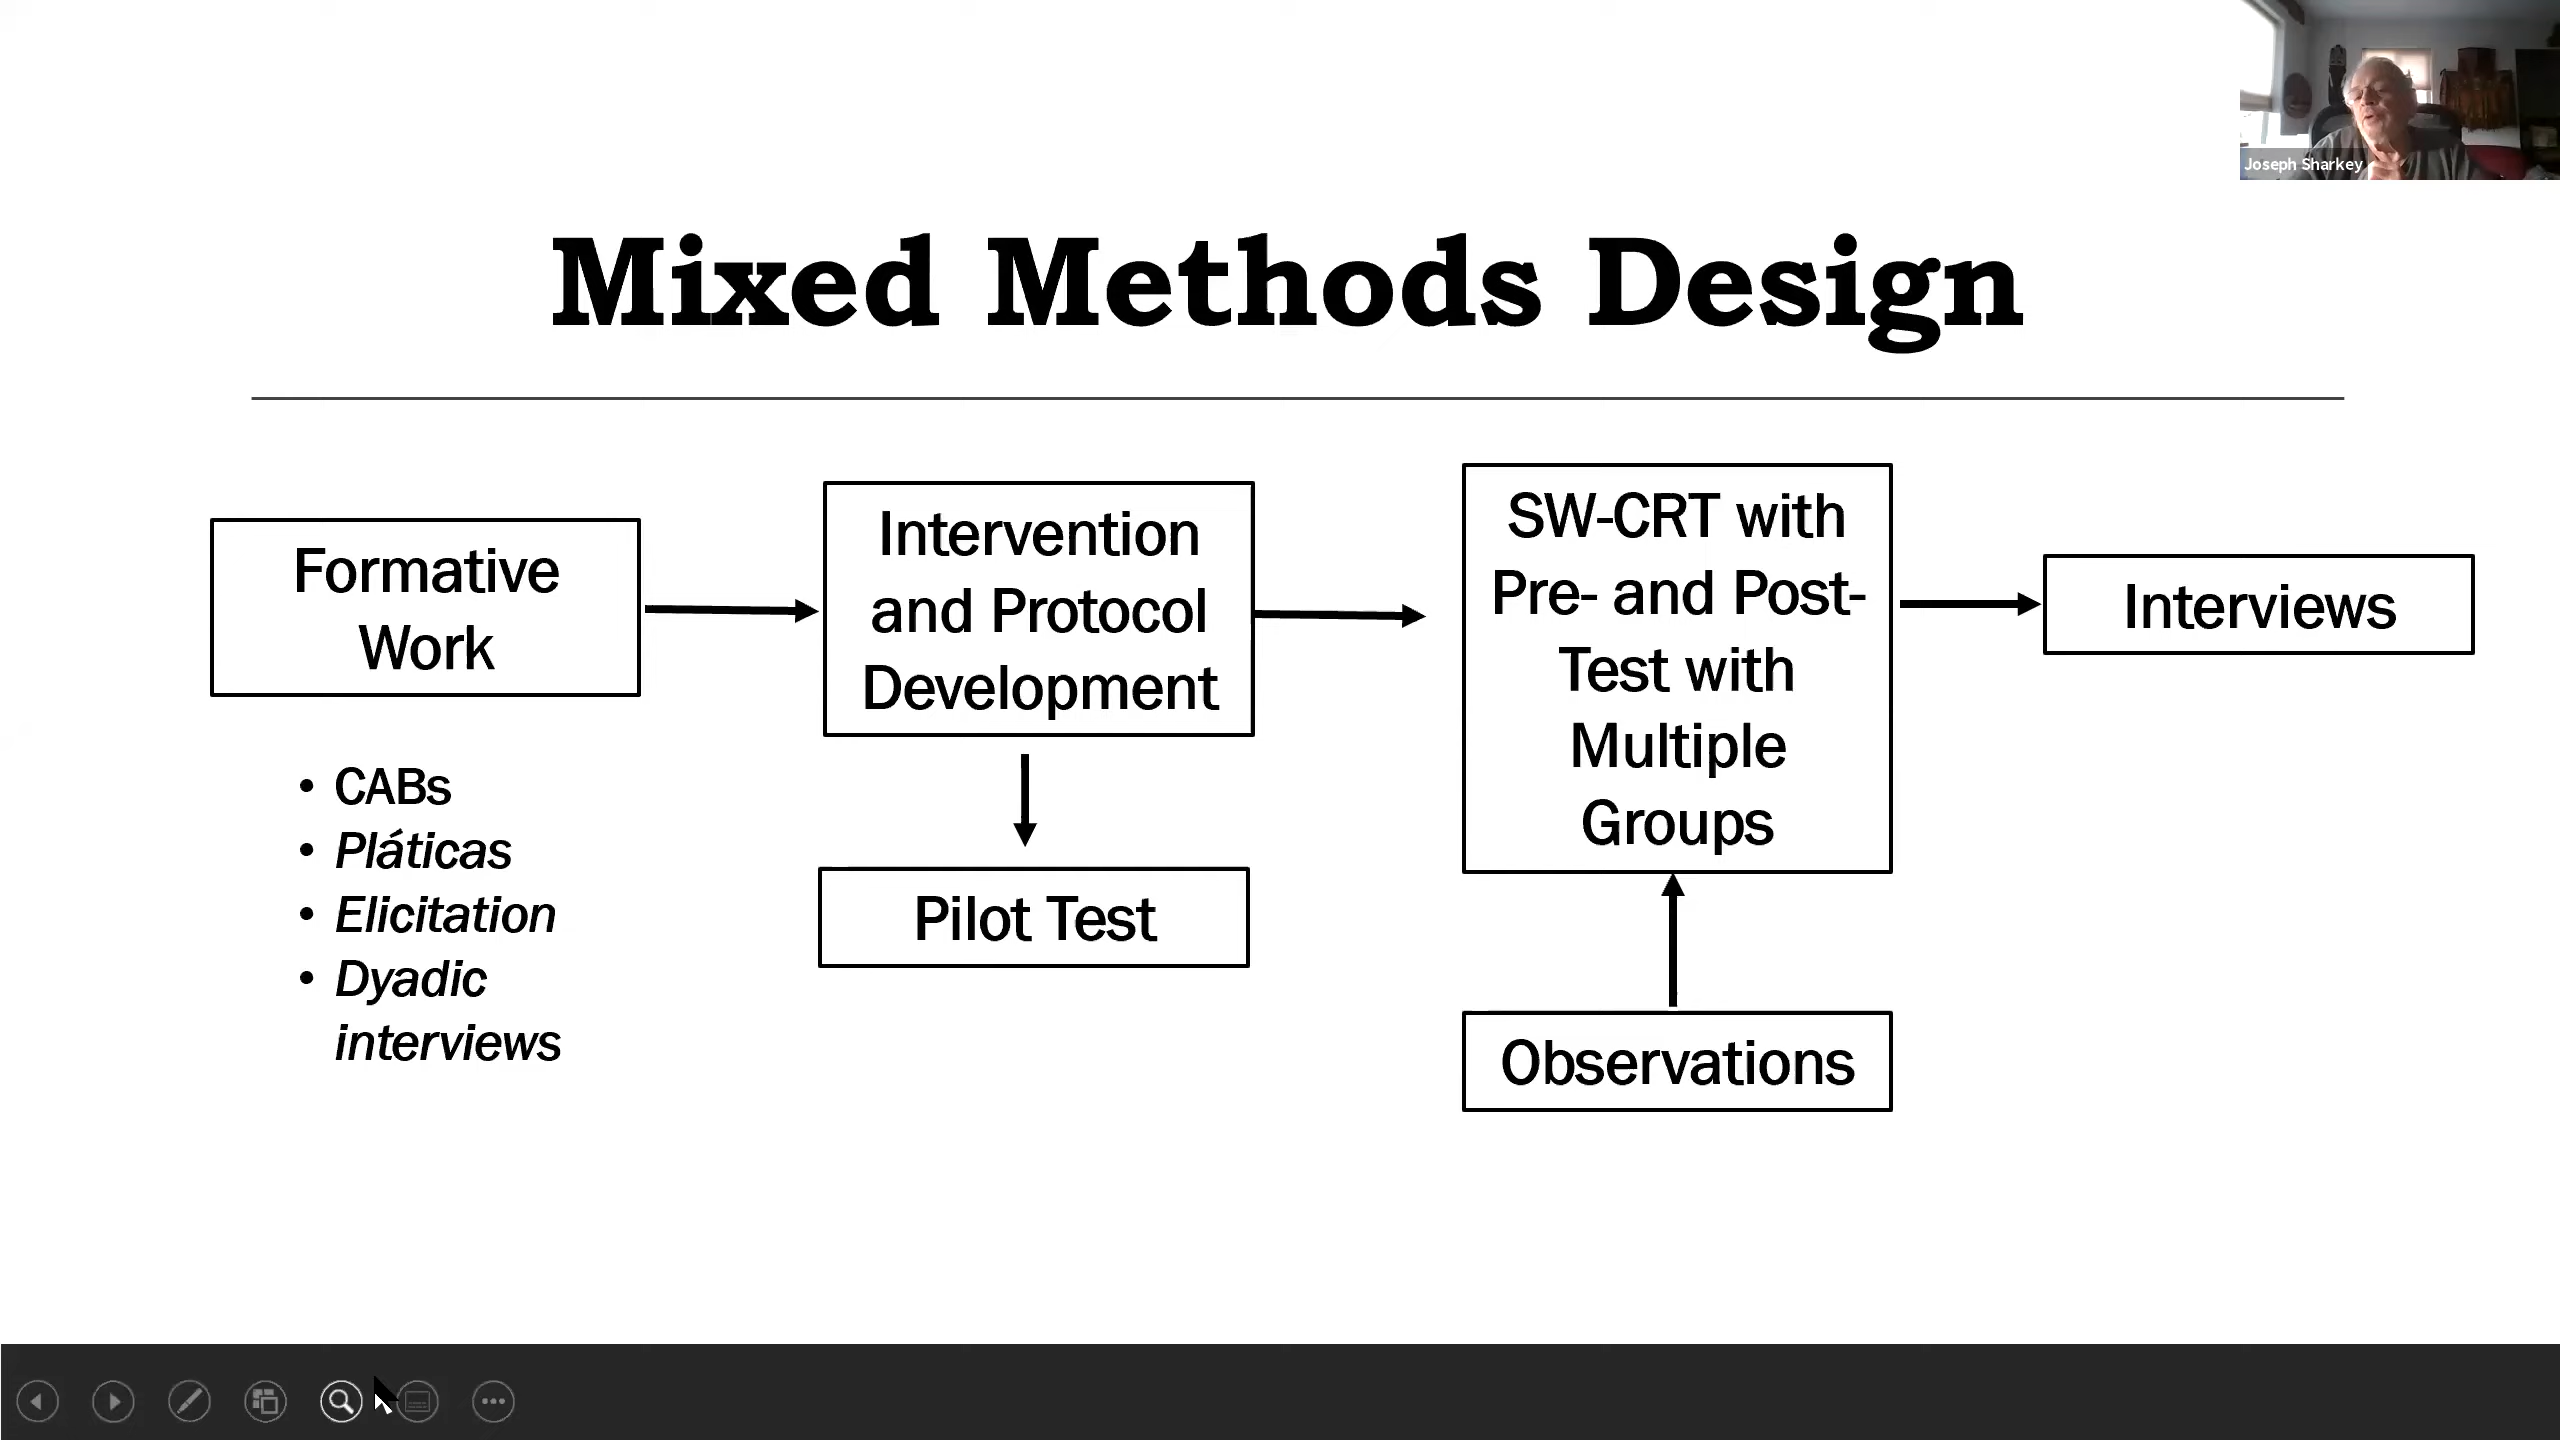 Joseph Sharkey
Mixed Methods Design
Formative
Work
• CABs
• Pláticas
• Elicitation
• Dyadic
interviews
Intervention
and Protocol
Development
Pilot Test
SW-CRT with
Pre- and Post-
Test with
Multiple
Groups
Observations
Interviews